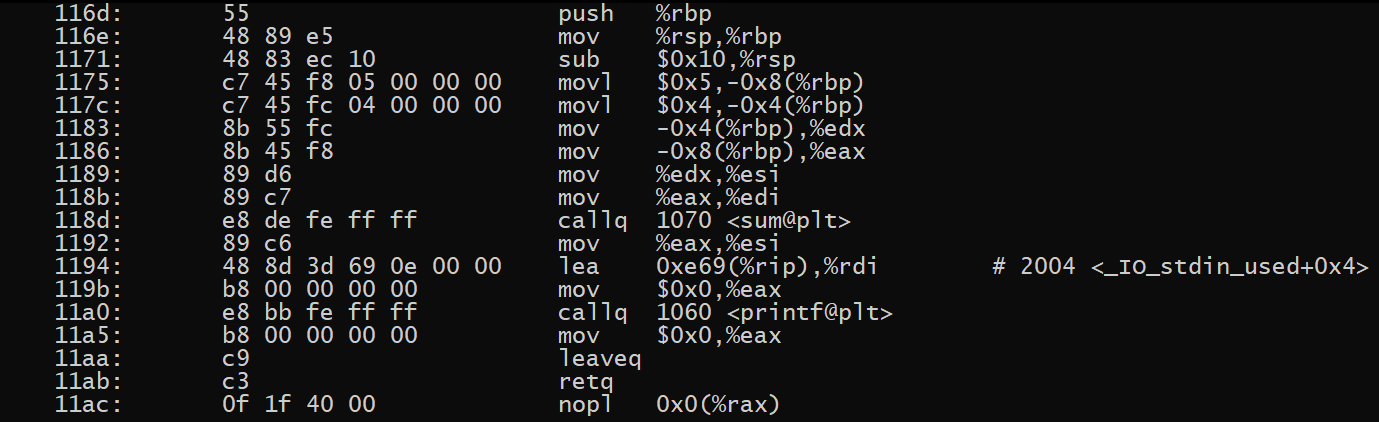 116d: 55 push %rbp
116e: 48 89 e5 mov %rsp,%rbp
1171: 48 83 ec 10 sub $0x10,%rsp
1175: c7 45 f8 05 00 00 00 movl $0x5,-0x8(%rbp)
117c: c7 45 fc 04 00 00 00 movl $0x4,-0x4(%rbp)
1183: 8b 55 fc mov -0x4(%rbp),%edx
1186: 8b 45 f8 mov -0x8(%rbp),%eax
1189: 89 d6 mov %edx,%esi
118b: 89 c7 mov %eax,%edi
118d: e8 de fe ff ff callq 1070 <sum@plt>
1192: 89 c6 mov %eax,%esi
1194: 48 8d 3d 69 0e 00 00 lea 0xe69(%rip),%rdi # 2004 <_IO_stdin_used+0x4>
119b: b8 00 00 00 00 mov $0x0,%eax
11a0: e8 bb fe ff ff callq 1060 <printf@plt>
11a5: b8 00 00 00 00 mov $0x0,%eax
11aa: c9 leaveq
11ab: c3 retq
11ac: 0f 1f 40 00 nopl 0x0(%rax)